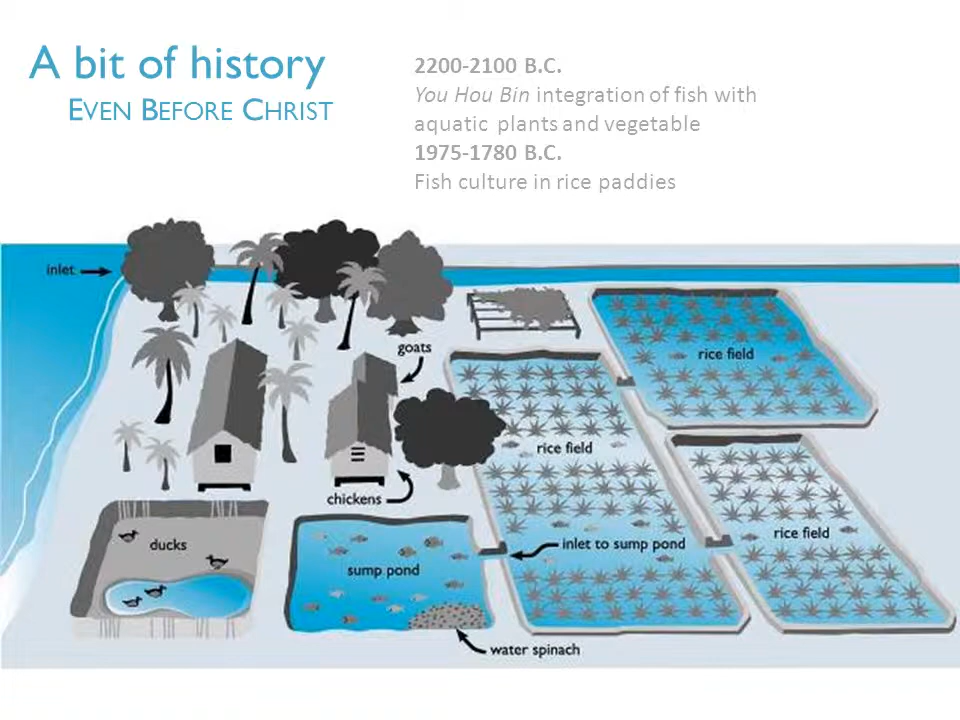 A bit of history
EVEN BEFORE CHRIST
2200-2100 B.C.
You Hou Bin integration of fish with
aquatic plants and vegetable
1975-1780 B.C.
Fish culture in rice paddies
inlet
goats
rice field
rice field
chickens
ducks
sump pond
inlet to sump pond
rice field
water spinach